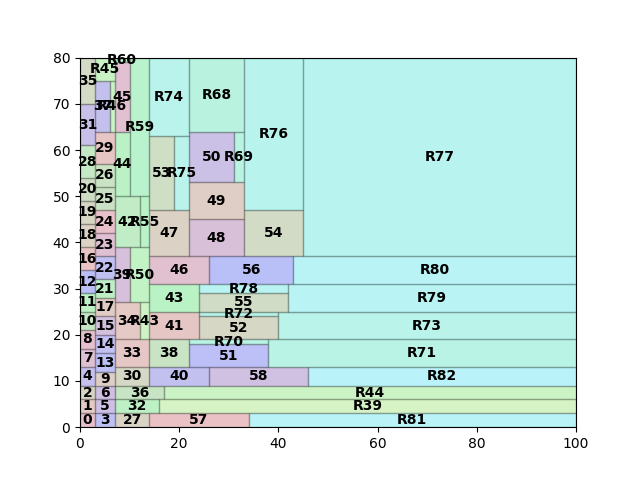 80 R60
R45
35
R74 R68 R77
70 31 37 R46 45 R59 R76
60 29 44 50 R69
28 26 53 R75
50 20 25 49
19 24 42 R55 47 48 54
40 18 23
16 22 39 R50 46 56 R80
30 12 21 43 R78 R79
11 17 55
20 10 15 34 R43 41 R72 R73
52
8 14 33 38 R70 R71
7 13 51
10 4 9 30 40 58 R82
2 6 36 R44
1 5 32 R39
0 0 3 27 57 R81
0 20 40 60 80 100